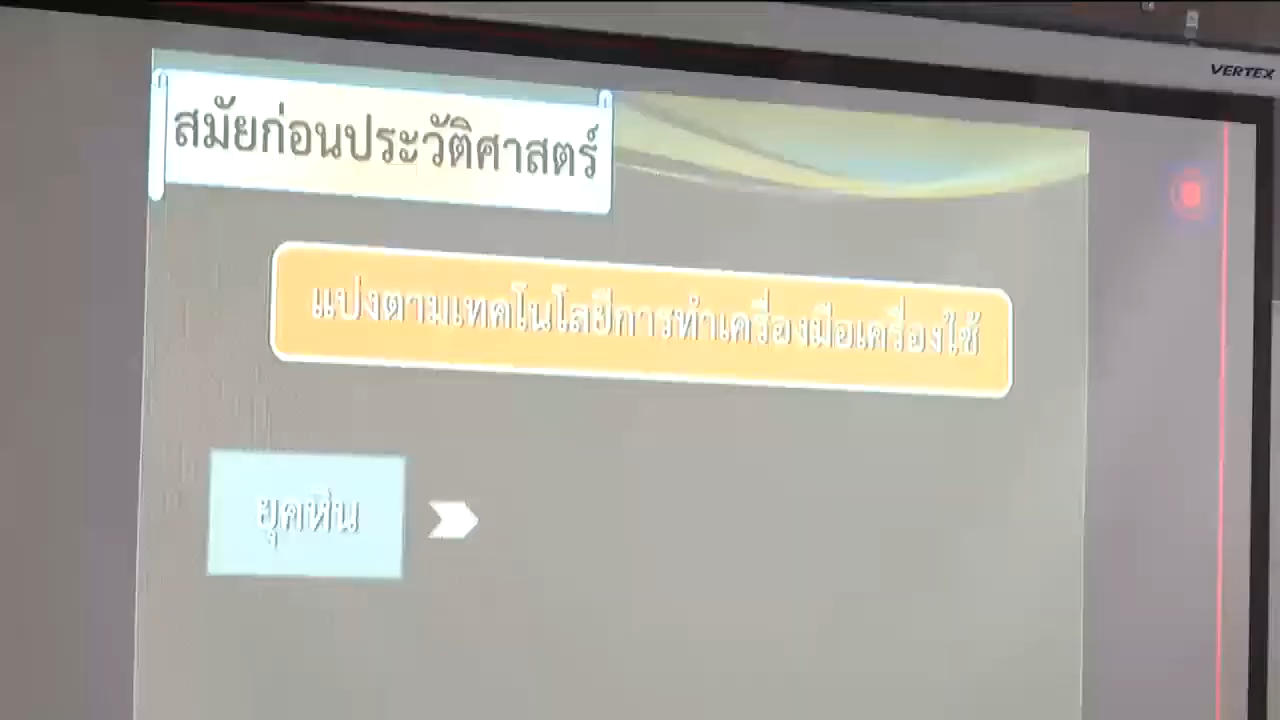 VERTEX
สมัยก่อนประวัติศาสตร์
แบ่งตามเทคโนโลยีการทำเครื่องมือเครื่องใช้
ยุคหิน